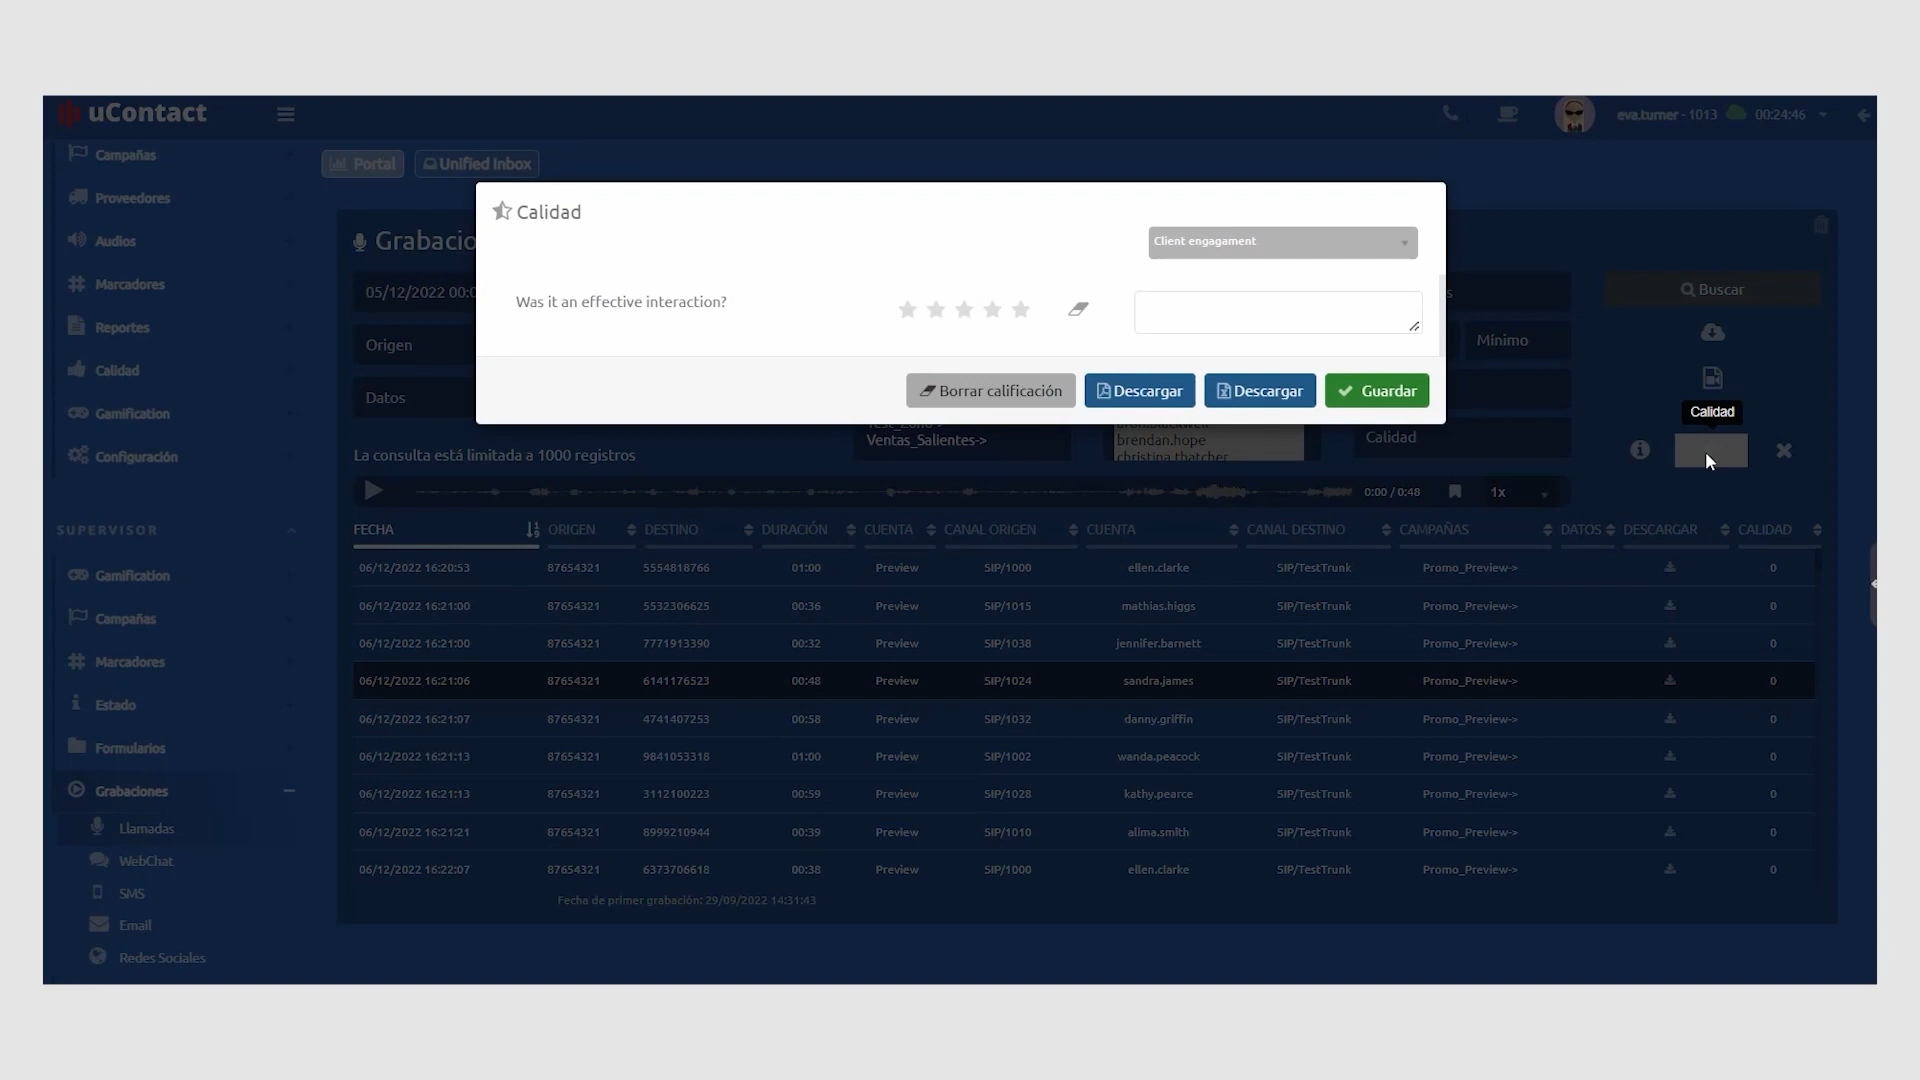 uContact
eva.turner - 1013 00:24:46
Campañas
Proveedores
Audios
Marcadores
Reportes
Calidad
Gamification
Configuración
SUPERVISOR
Gamification
Campañas
Marcadores
Estado
Formularios
Grabaciones
Llamadas
WebChat
SMS
Email
Redes Sociales
Portal
Unified Inbox
Calidad
Client engagament
Was it an effective interaction?
Borrar calificación
Descargar
Descargar
Guardar
Grabacio
05/12/2022 00:0
s
Buscar
Origen
Mínimo
Datos
Calidad
Ventas_Salientes->
brendan.hope
christina.thatcher
Calidad
La consulta está limitada a 1000 registros
0:00 / 0:48
1x
FECHA ORIGEN DESTINO DURACIÓN CUENTA CANAL ORIGEN CUENTA CANAL DESTINO CAMPAÑAS DATOS DESCARGAR CALIDAD
06/12/2022 16:20:53 87654321 5554818766 01:00 Preview SIP/1000 ellen.clarke SIP/TestTrunk Promo_Preview-> 0
06/12/2022 16:21:00 87654321 5532306625 00:36 Preview SIP/1015 mathias.higgs SIP/TestTrunk Promo_Preview-> 0
06/12/2022 16:21:00 87654321 7771913390 00:32 Preview SIP/1038 jennifer.barnett SIP/TestTrunk Promo_Preview-> 0
06/12/2022 16:21:06 87654321 6141176523 00:48 Preview SIP/1024 sandra.james SIP/TestTrunk Promo_Preview-> 0
06/12/2022 16:21:07 87654321 4741407253 00:58 Preview SIP/1032 danny.griffin SIP/TestTrunk Promo_Preview-> 0
06/12/2022 16:21:13 87654321 9841053318 01:00 Preview SIP/1002 wanda.peacock SIP/TestTrunk Promo_Preview-> 0
06/12/2022 16:21:13 87654321 3112100223 00:59 Preview SIP/1028 kathy.pearce SIP/TestTrunk Promo_Preview-> 0
06/12/2022 16:21:21 87654321 8999210944 00:39 Preview SIP/1010 alima.smith SIP/TestTrunk Promo_Preview-> 0
06/12/2022 16:22:07 87654321 6373706618 00:38 Preview SIP/1000 ellen.clarke SIP/TestTrunk Promo_Preview-> 0
Fecha de primer grabación: 29/09/2022 14:31:43